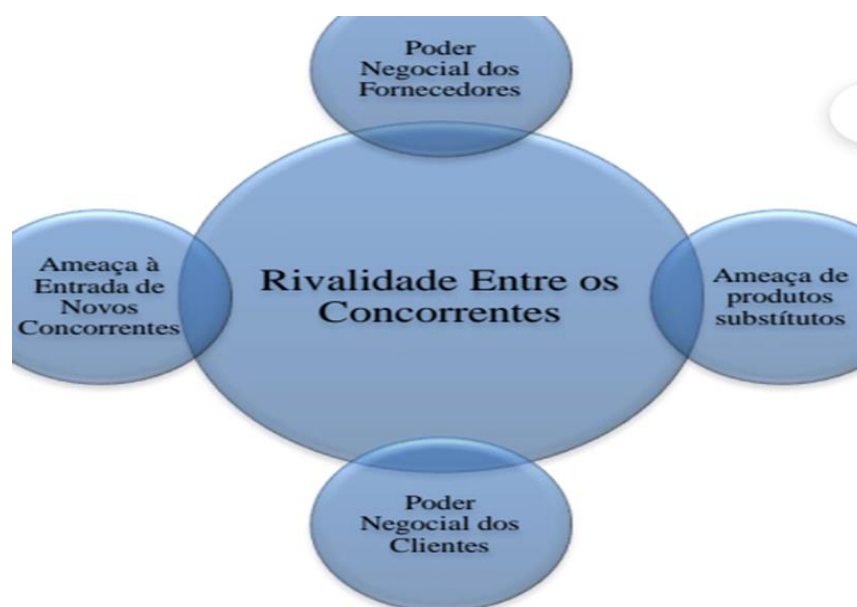 Poder
Negocial dos
Fornecedores
Ameaça à
Entrada de
Novos
Concorrentes
Rivalidade Entre os
Concorrentes
Ameaça de
produtos
substítutos
Poder
Negocial dos
Clientes